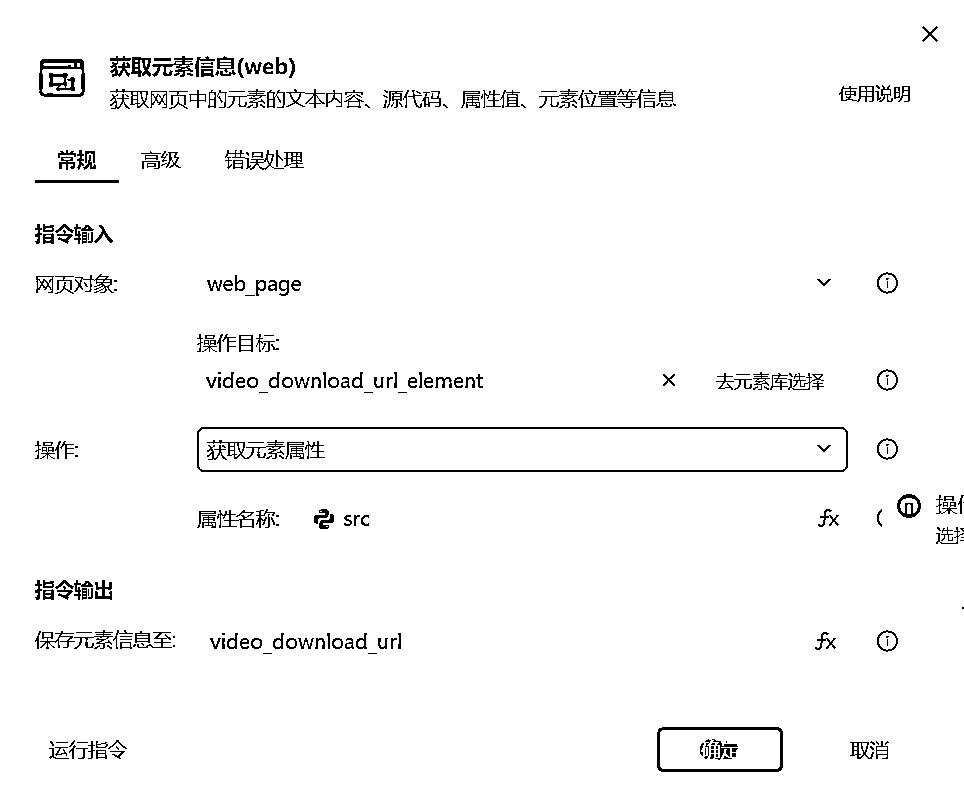 获取元素信息(web)
获取网页中的元素的文本内容、源代码、属性值、元素位置等信息
使用说明
常规 高级 错误处理
指令输入
网页对象: web_page
操作目标:
video_download_url_element 去元素库选择
操作: 获取元素属性
属性名称: src fx
操作
选择
指令输出
保存元素信息至: video_download_url fx
运行指令 确定 取消